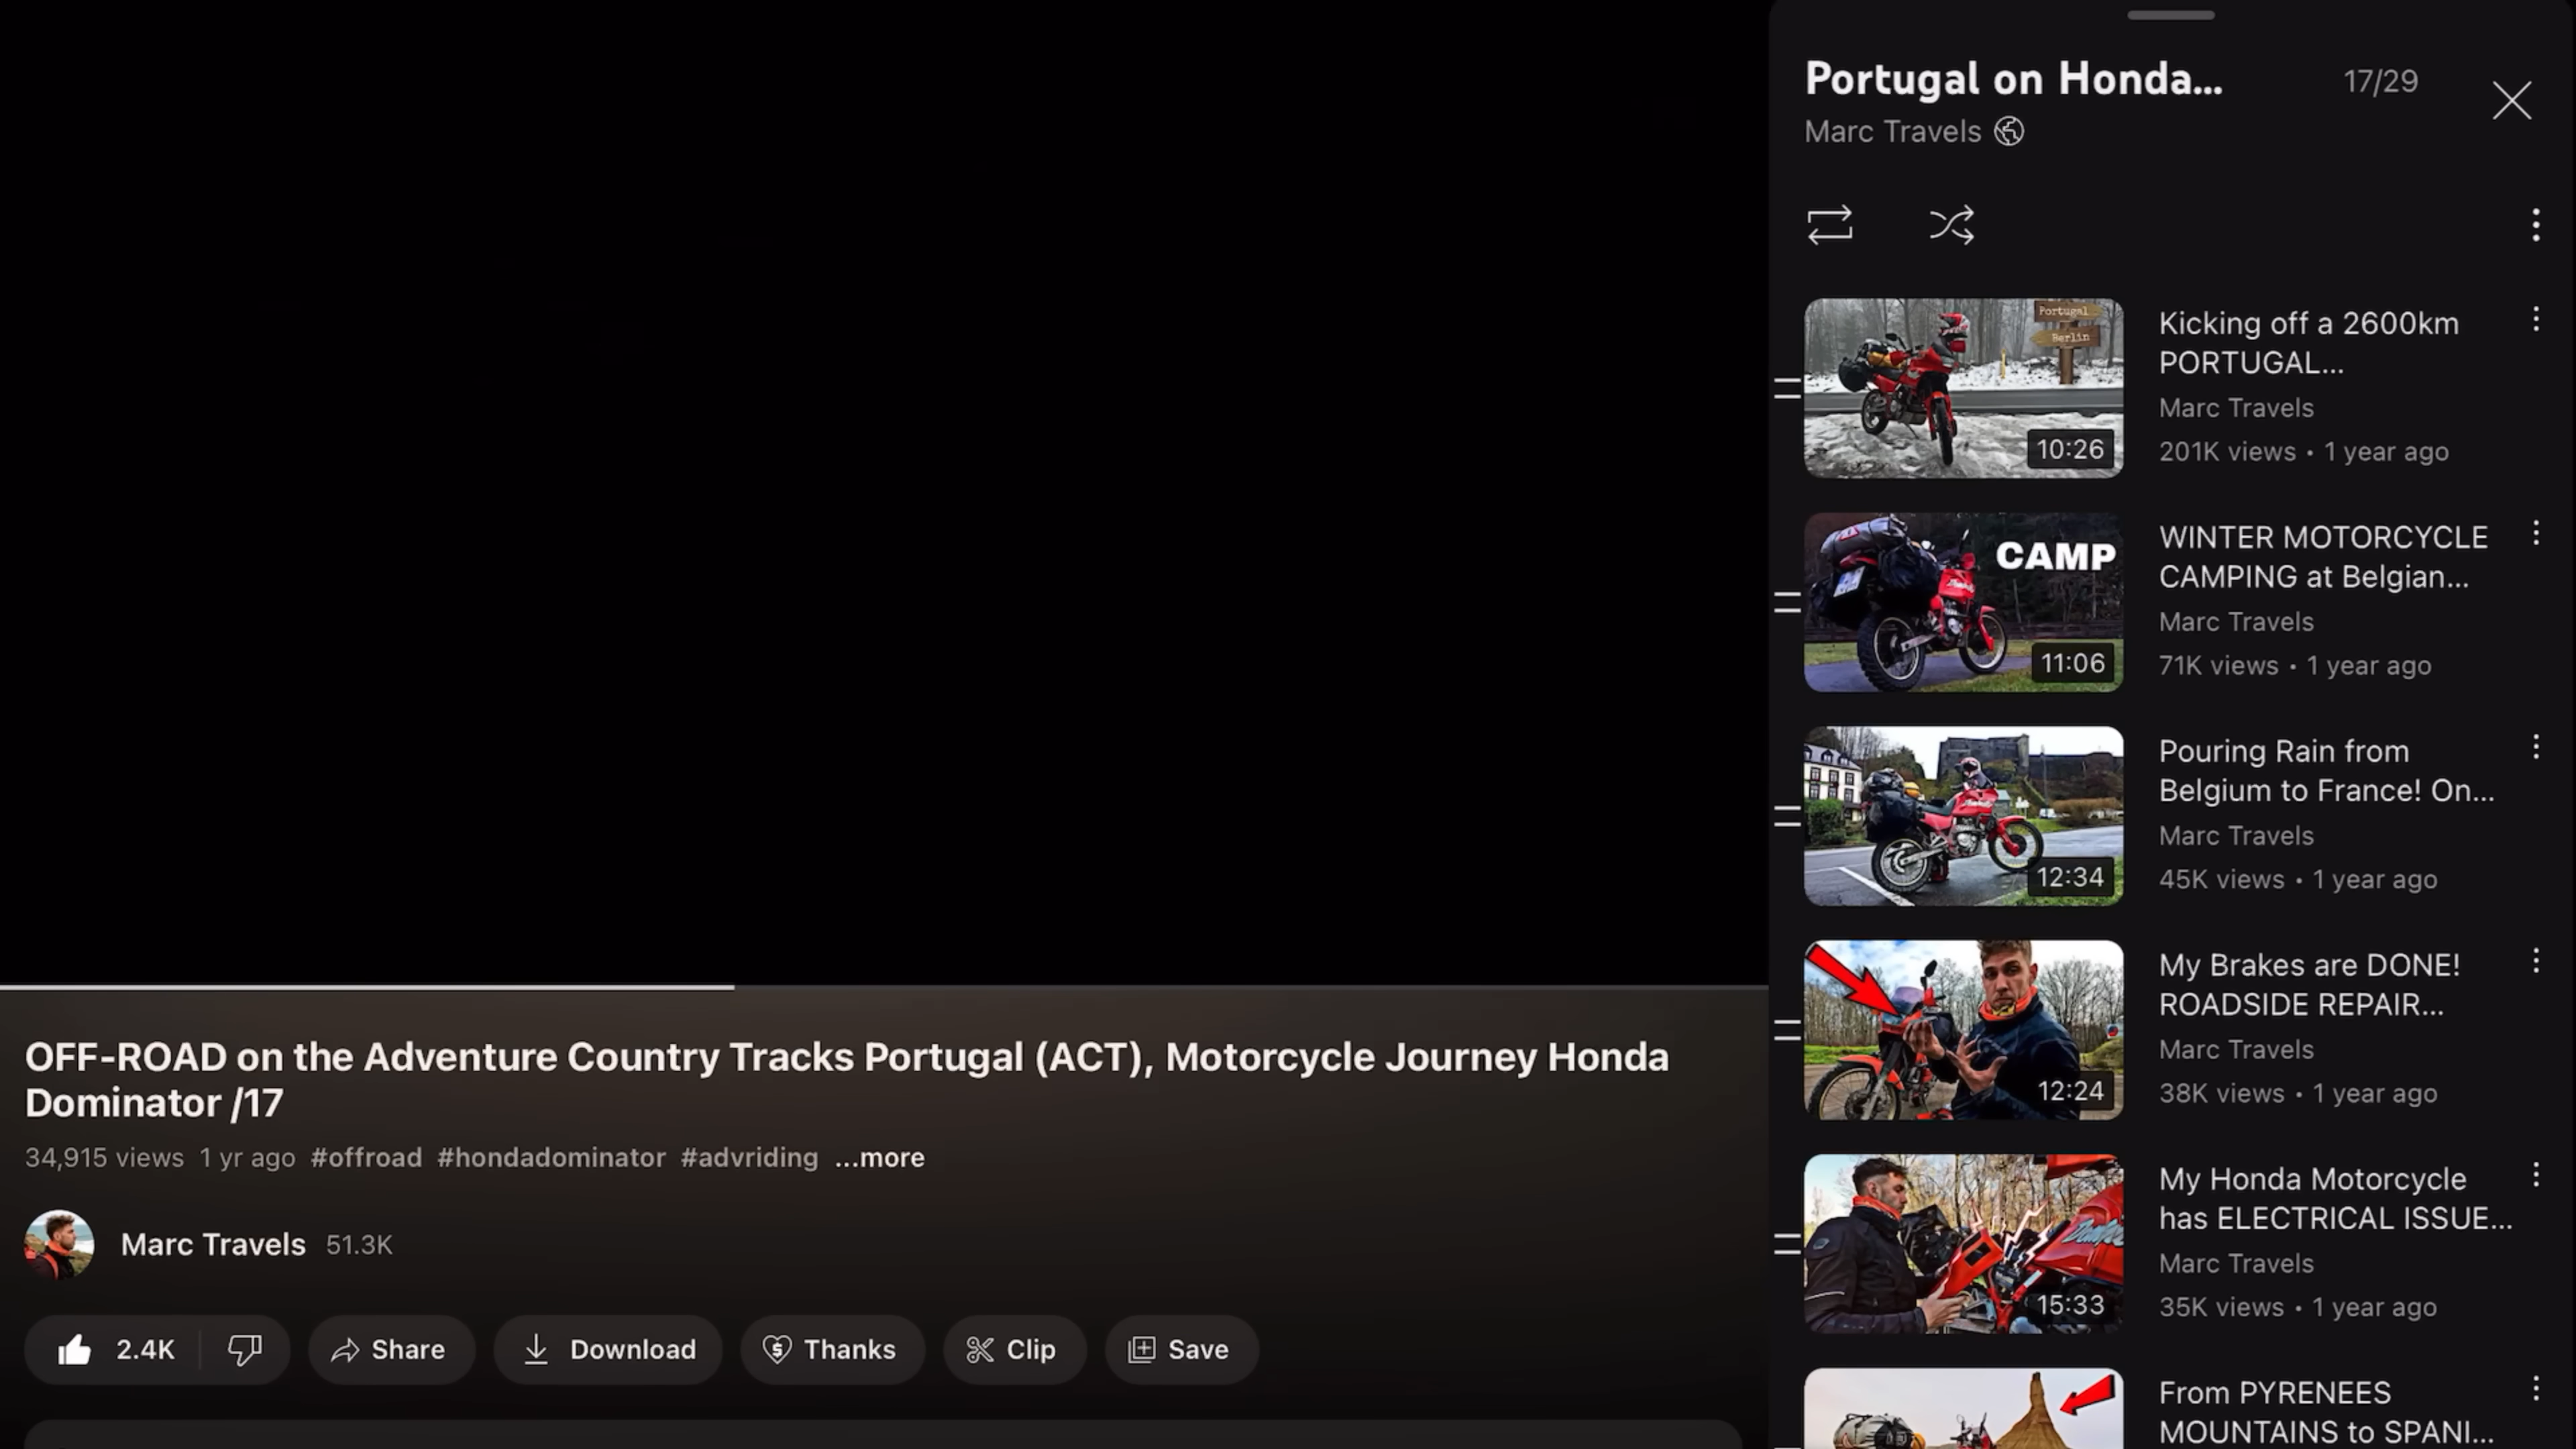 OFF-ROAD on the Adventure Country Tracks Portugal (ACT), Motorcycle Journey Honda
Dominator /17
34,915 views 1 yr ago #offroad #hondadominator #advriding ...more
Marc Travels 51.3K
2.4K
Share
Download
Thanks
Clip
Save
Portugal on Honda...
17/29
Marc Travels
Portugal
Berlin
10:26
Kicking off a 2600km
PORTUGAL...
Marc Travels
201K views • 1 year ago
CAMP
11:06
WINTER MOTORCYCLE
CAMPING at Belgian...
Marc Travels
71K views • 1 year ago
12:34
Pouring Rain from
Belgium to France! On...
Marc Travels
45K views • 1 year ago
12:24
My Brakes are DONE!
ROADSIDE REPAIR...
Marc Travels
38K views • 1 year ago
15:33
My Honda Motorcycle
has ELECTRICAL ISSUE...
Marc Travels
35K views • 1 year ago
From PYRENEES
MOUNTAINS to SPANI...